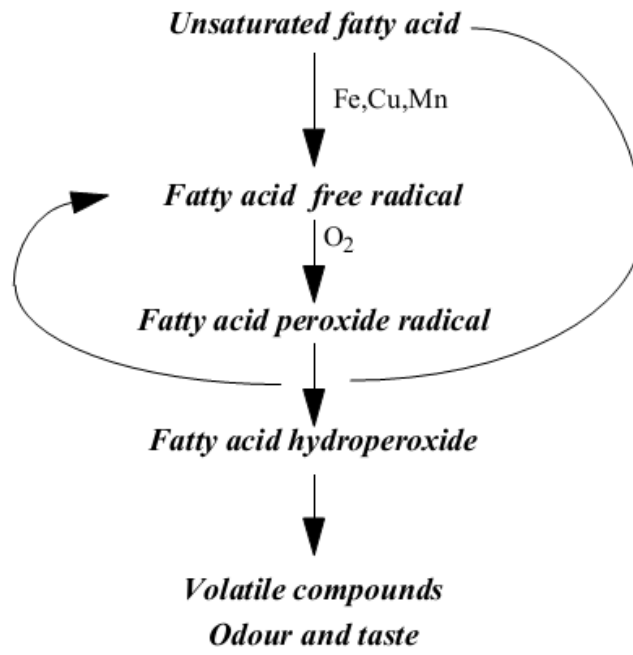 Unsaturated fatty acid
Fe,Cu,Mn
Fatty acid free radical
O₂
Fatty acid peroxide radical
Fatty acid hydroperoxide
Volatile compounds
Odour and taste